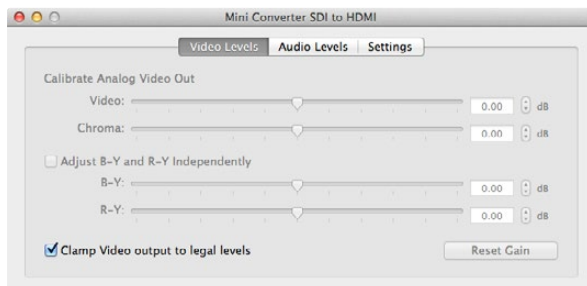 Mini Converter SDI to HDMI
Video Levels Audio Levels Settings
Calibrate Analog Video Out
Video: 0.00 dB
Chroma: 0.00 dB
Adjust B-Y and R-Y Independently
B-Y: 0.00 dB
R-Y: 0.00 dB
Clamp Video output to legal levels Reset Gain